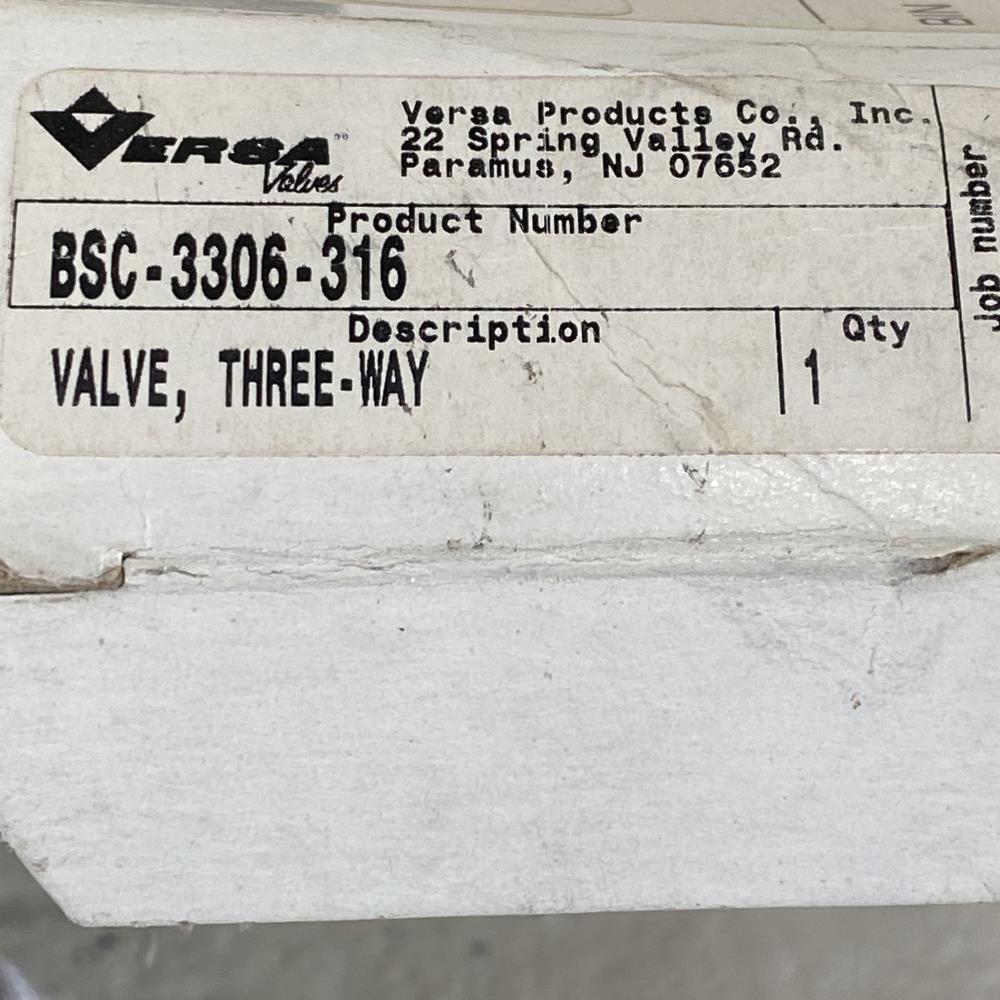 VERSA™
Valves
Versa Products Co., Inc.
22 Spring Valley Rd.
Paramus, NJ 07652
Product Number
BSC-3306-316
Description
VALVE, THREE-WAY
Qty
1
Job number